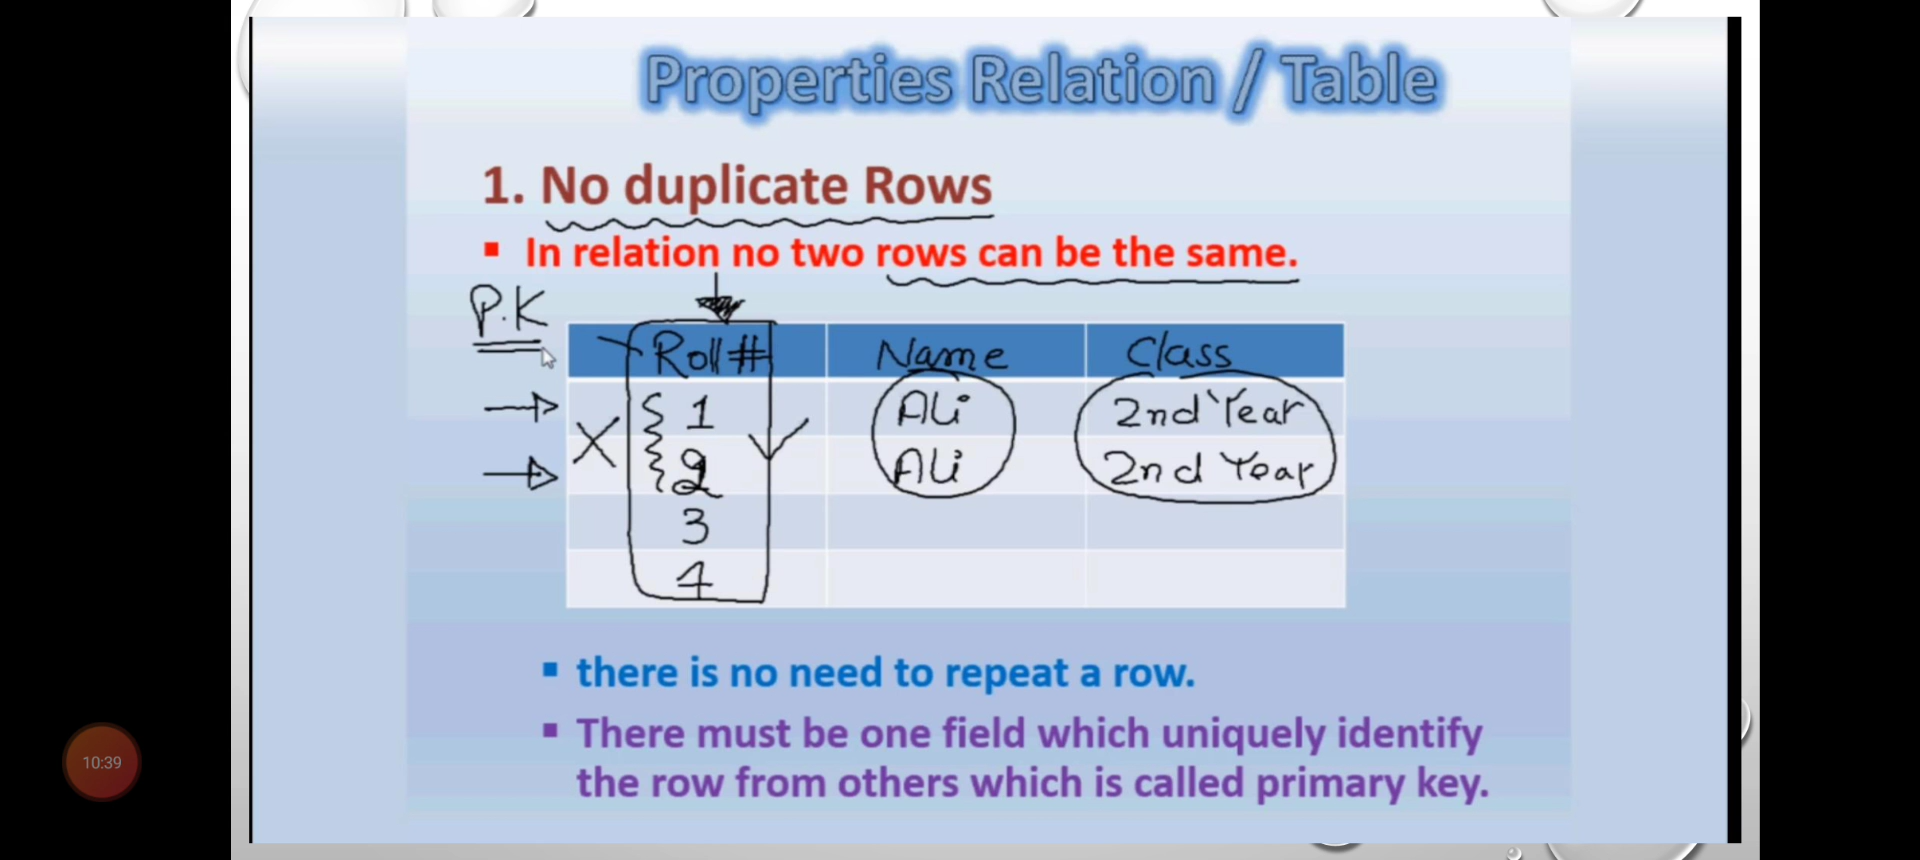 Properties Relation / Table
1. No duplicate Rows
▪ In relation no two rows can be the same.
P.K
Roll# Name Class
1 Ali 2nd Year
2 Ali 2nd Year
3
4
▪ there is no need to repeat a row.
▪ There must be one field which uniquely identify
the row from others which is called primary key.
10:39